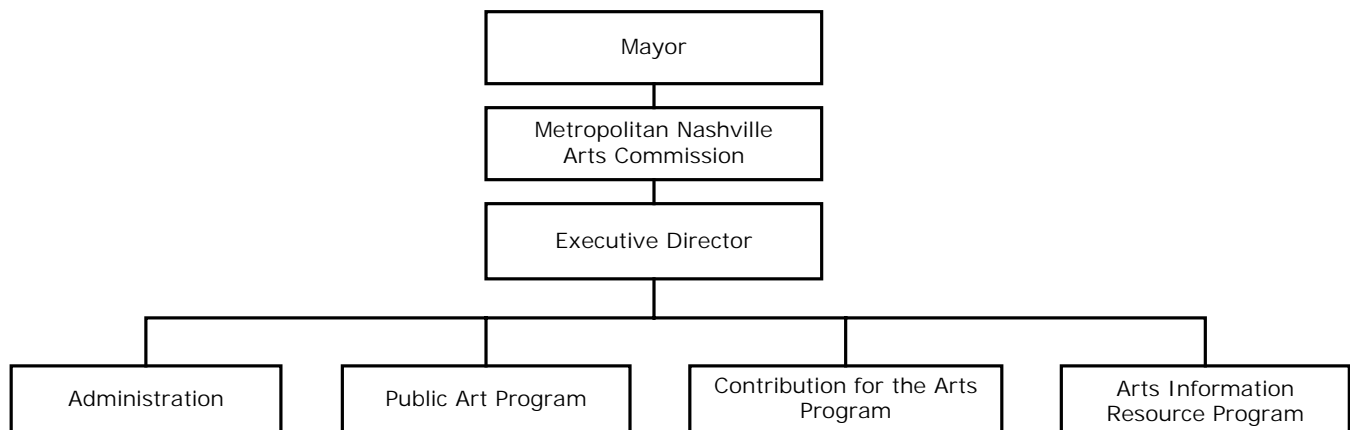 Mayor
Metropolitan Nashville
Arts Commission
Executive Director
Administration
Public Art Program
Contribution for the Arts
Program
Arts Information
Resource Program